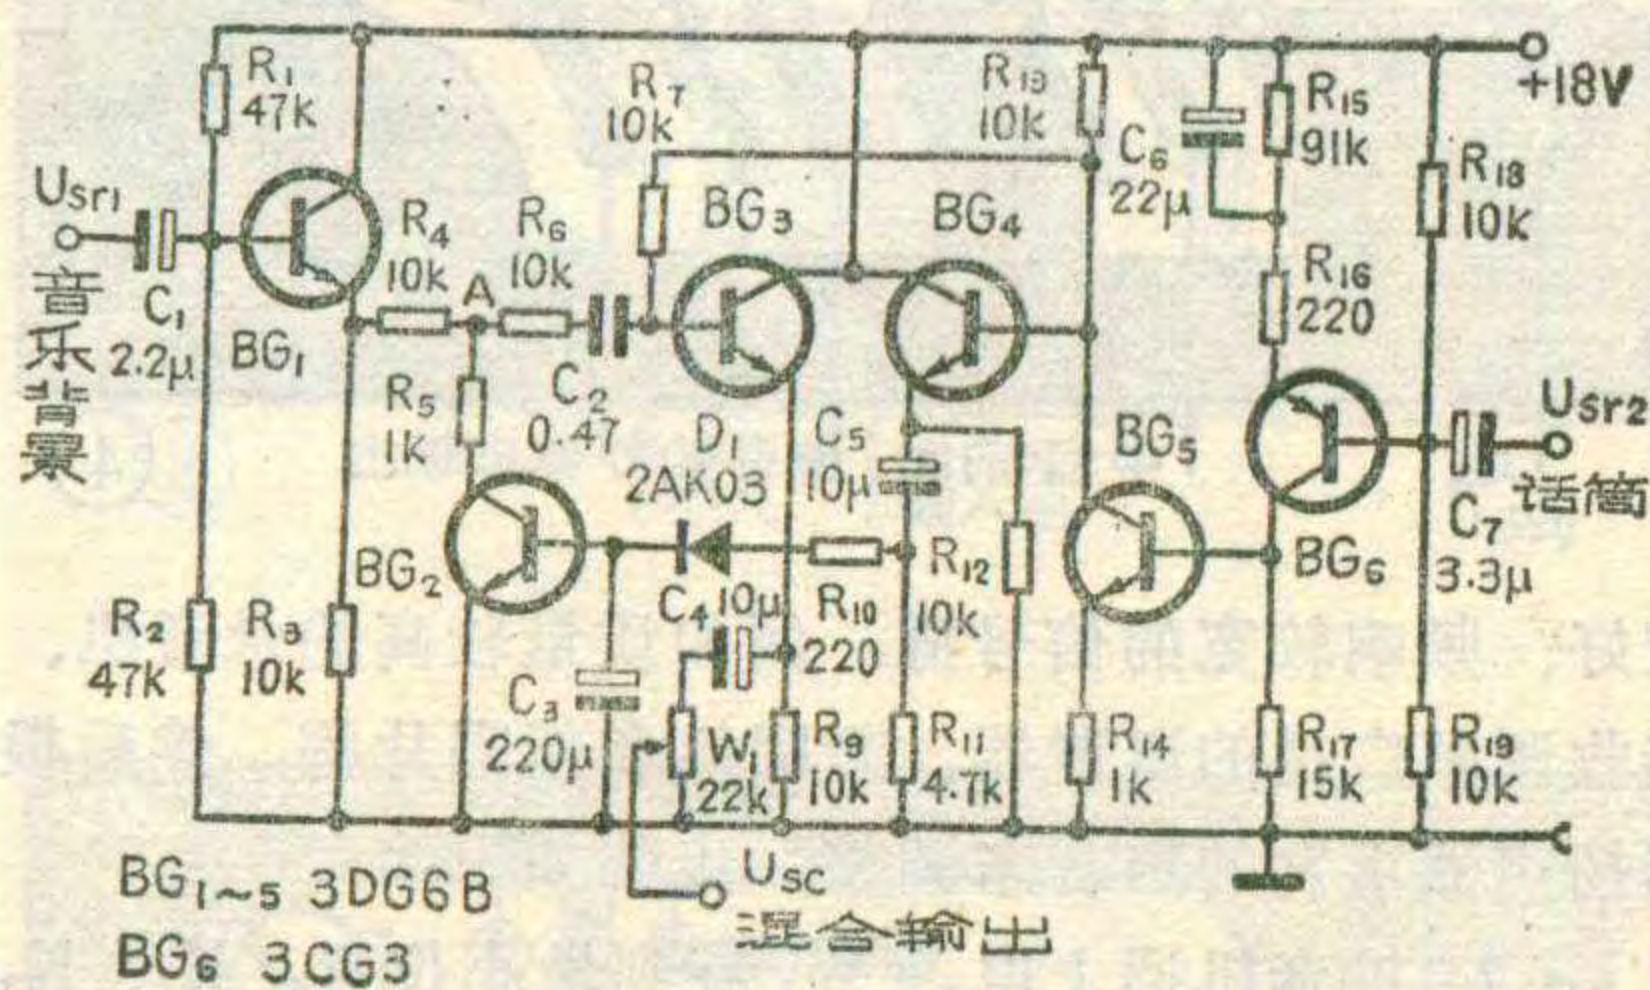 R₁
47k
Usr₁
音乐背景
C₁
2.2μ
BG₁
R₂
47k
R₃
10k
R₄
10k
A
R₆
10k
R₅
1k
C₂
0.47
R₇
10k
BG₂
C₃
220μ
BG₃
BG₄
D₁
2AK03
C₅
10μ
C₄ 10μ
R₁₀
220
W₁
22k
R₉
10k
R₁₁
4.7k
R₁₂
10k
R₁₃
10k
C₆
22μ
R₁₅
91k
+18V
R₁₈
10k
R₁₆
220
BG₅
BG₆
Usr₂
话筒
C₇
3.3μ
R₁₄
1k
R₁₇
15k
R₁₉
10k
Usc
混合输出
BG₁~₅ 3DG6B
BG₆ 3CG3